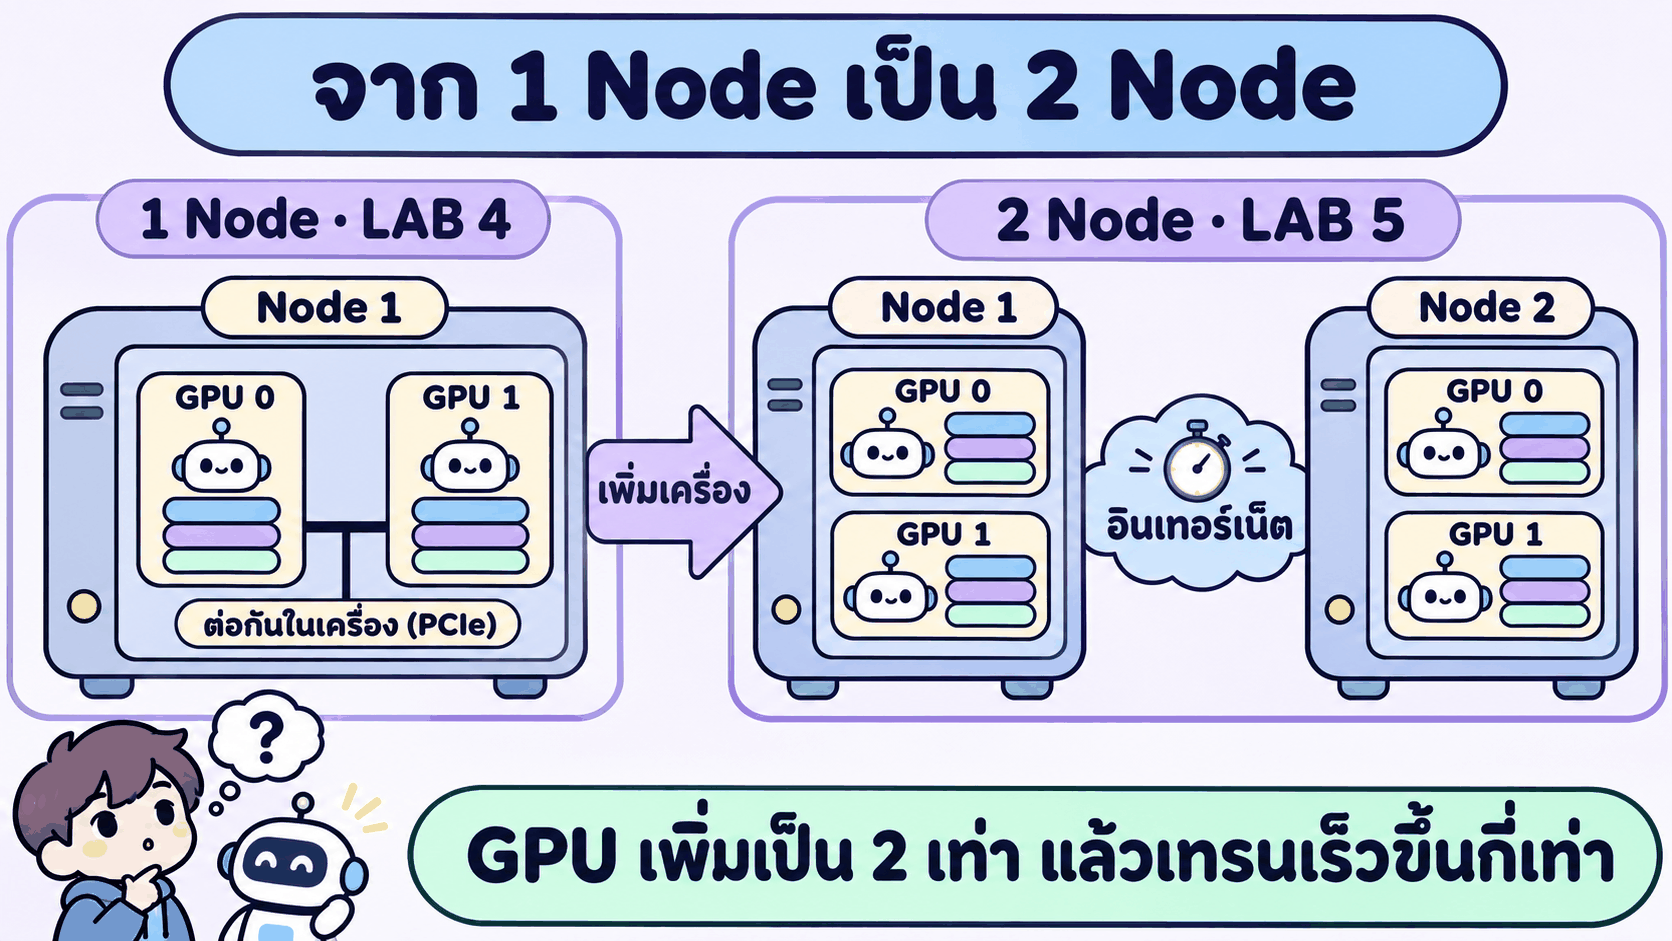 จาก 1 Node เป็น 2 Node
1 Node · LAB 4
Node 1
GPU 0
GPU 1
ต่อกันในเครื่อง (PCIe)
เพิ่มเครื่อง
2 Node · LAB 5
Node 1
GPU 0
GPU 1
อินเทอร์เน็ต
Node 2
GPU 0
GPU 1
?
GPU เพิ่มเป็น 2 เท่า แล้วเทรนเร็วขึ้นกี่เท่า